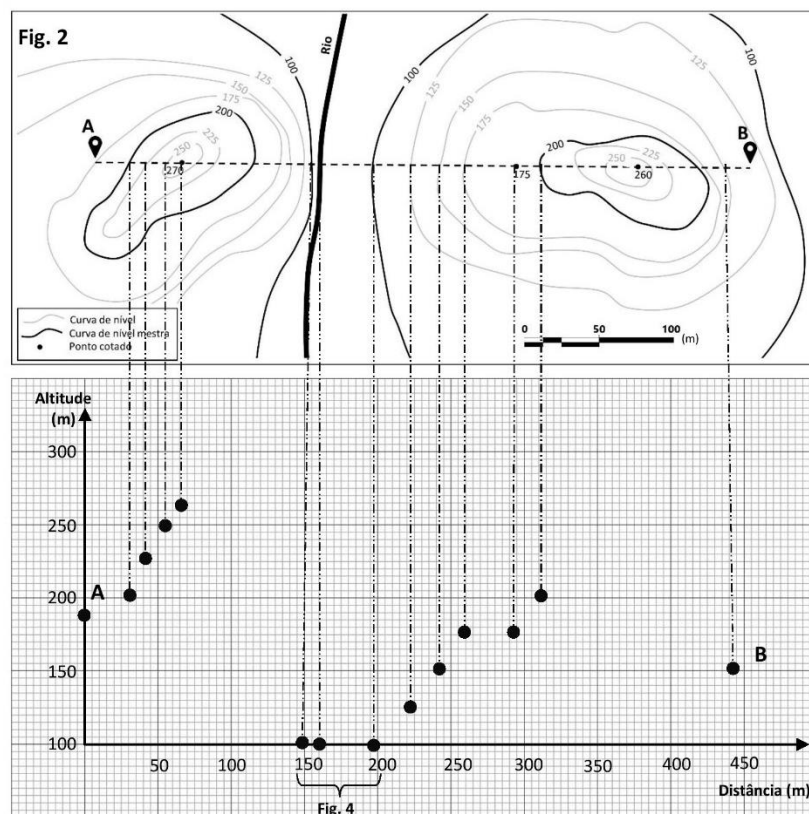 Fig. 2
Rio
100
125
150
175
200
225
250
270
A
100
125
150
175
200
225
250
260
175
B
Curva de nível
Curva de nível mestra
Ponto cotado
0 50 100 (m)
Altitude
(m)
300
250
200
150
100
A
B
50 100 150 200 250 300 350 400 450
Distância (m)
Fig. 4